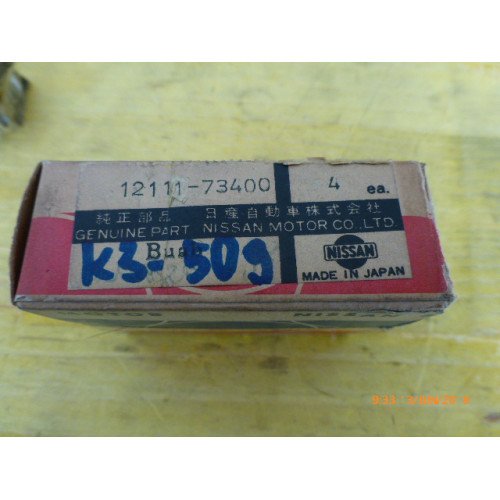 12111-73400 4 ea.
純正部品 日産自動車株式会社
GENUINE PART NISSAN MOTOR CO.,LTD.
K3-509
NISSAN
MADE IN JAPAN
NISSAN